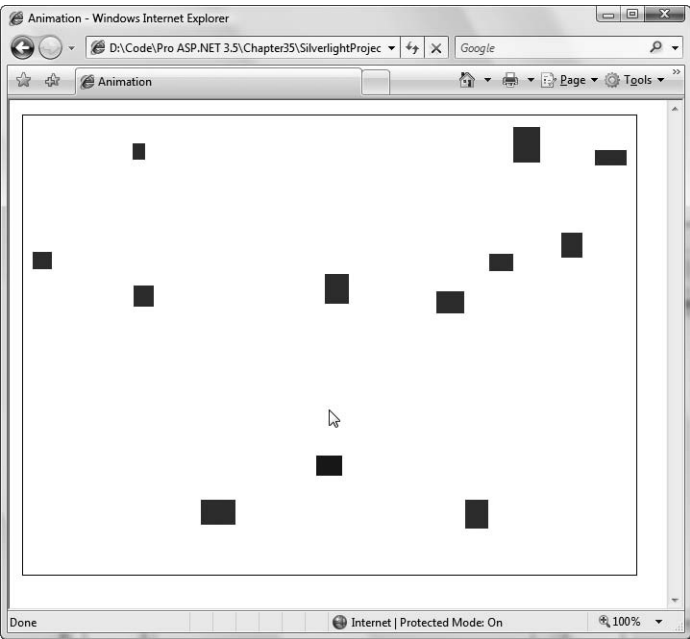 Animation - Windows Internet Explorer
D:\Code\Pro ASP.NET 3.5\Chapter35\SilverlightProjec
Google
Animation
Page
Tools
Done
Internet | Protected Mode: On
100%